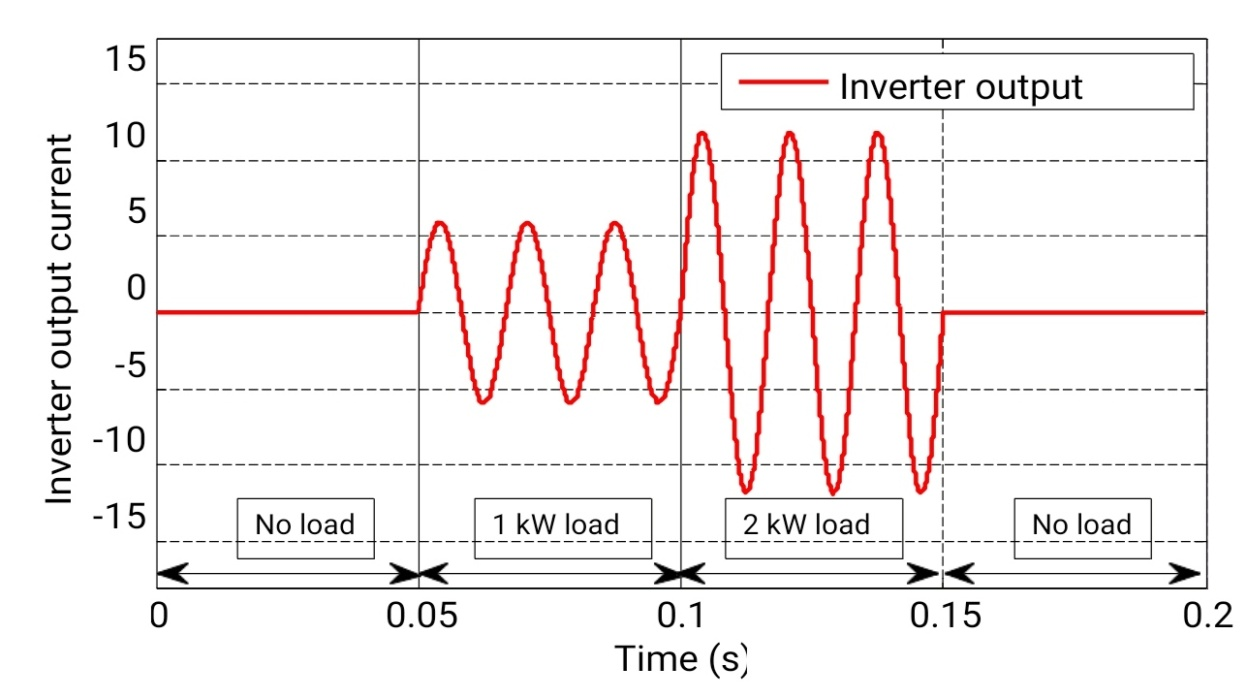 15
Inverter output
10
5
0
-5
-10
-15
Inverter output current
No load
1 kW load
2 kW load
No load
0
0.05
0.1
0.15
0.2
Time (s)